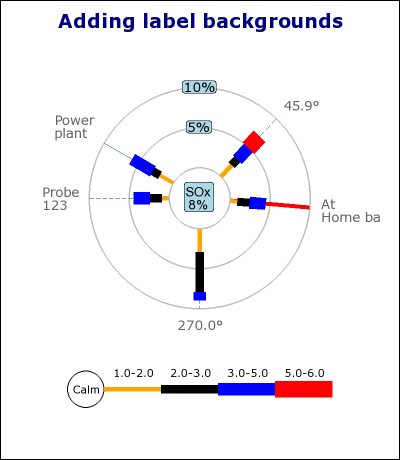 Adding label backgrounds
10%
45.9°
Power
plant
5%
Probe
123
SOx
8%
At
Home ba
270.0°
1.0-2.0 2.0-3.0 3.0-5.0 5.0-6.0
Calm